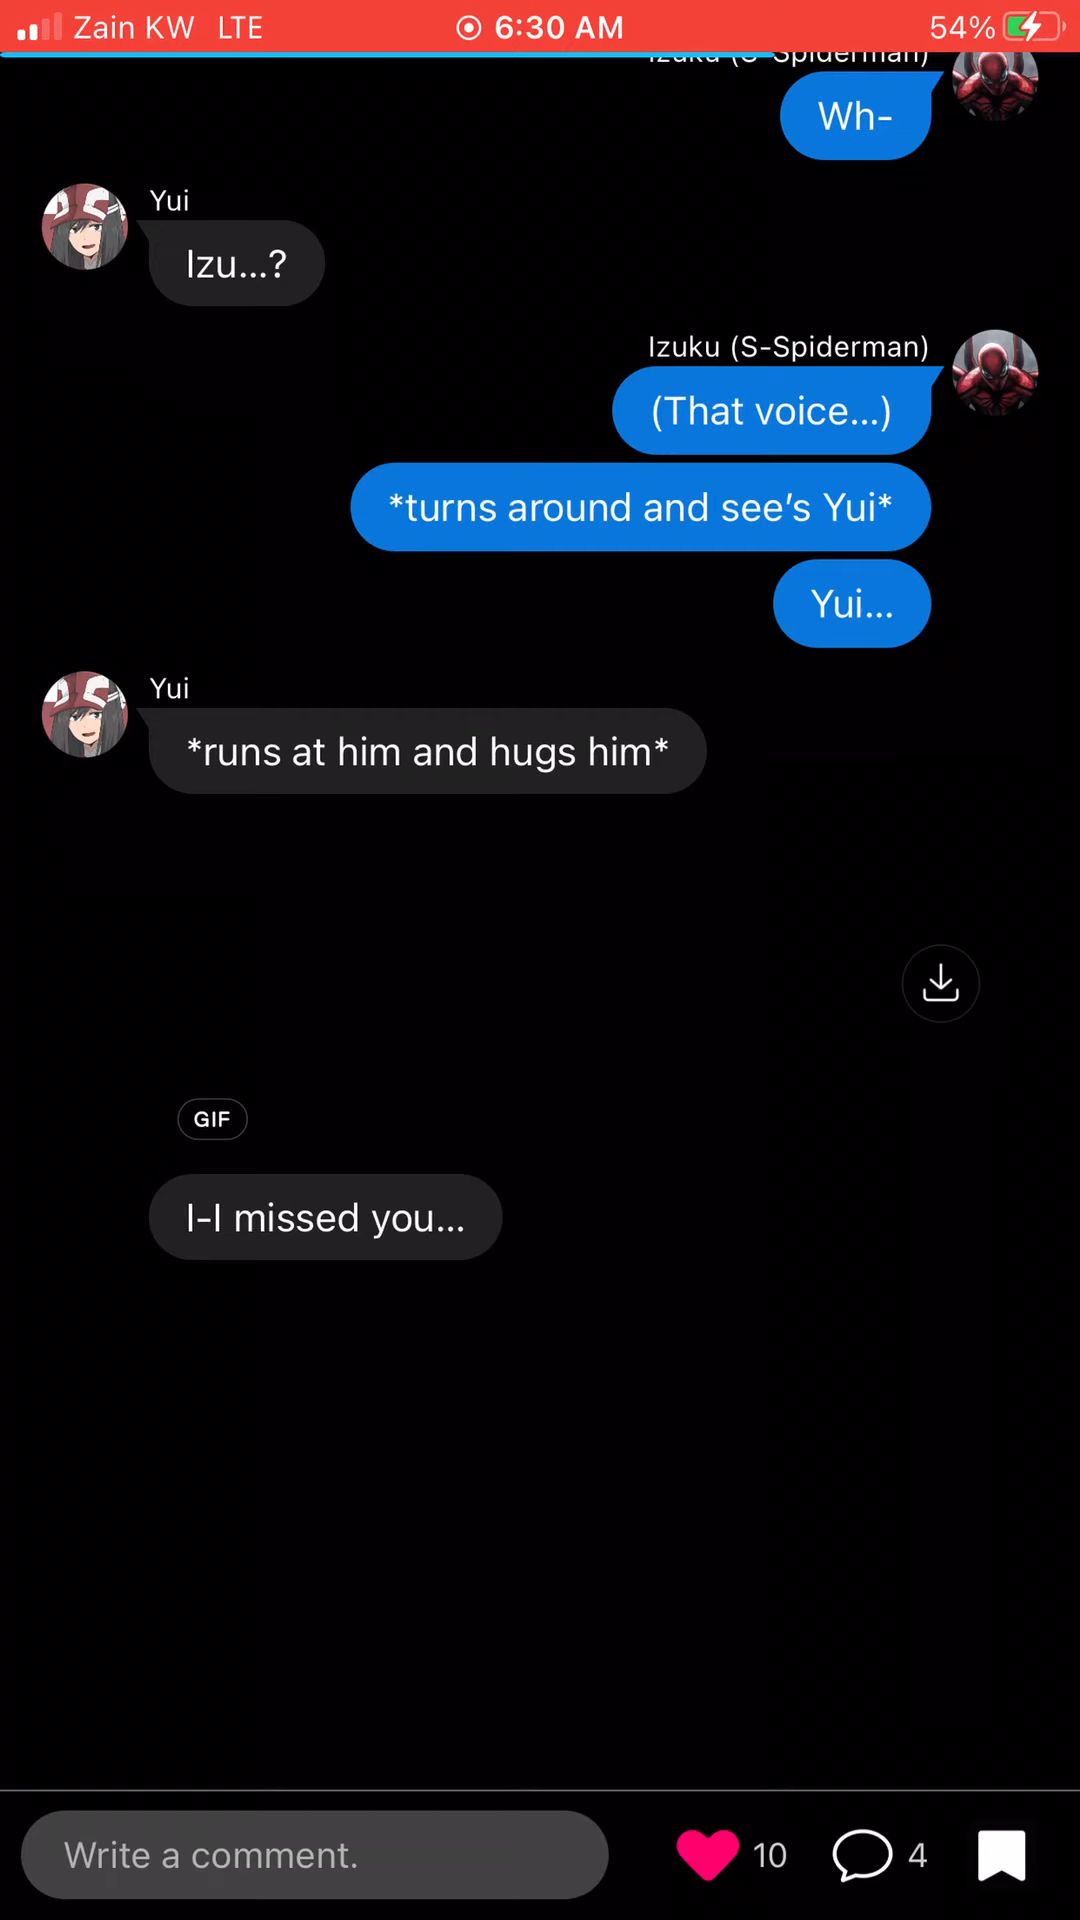 Zain KW LTE 6:30 AM 54%
Izuku (S-Spiderman)
Wh-
Yui
Izu...?
Izuku (S-Spiderman)
(That voice...)
*turns around and see's Yui*
Yui...
Yui
*runs at him and hugs him*
GIF
I-I missed you...
Write a comment. 10 4